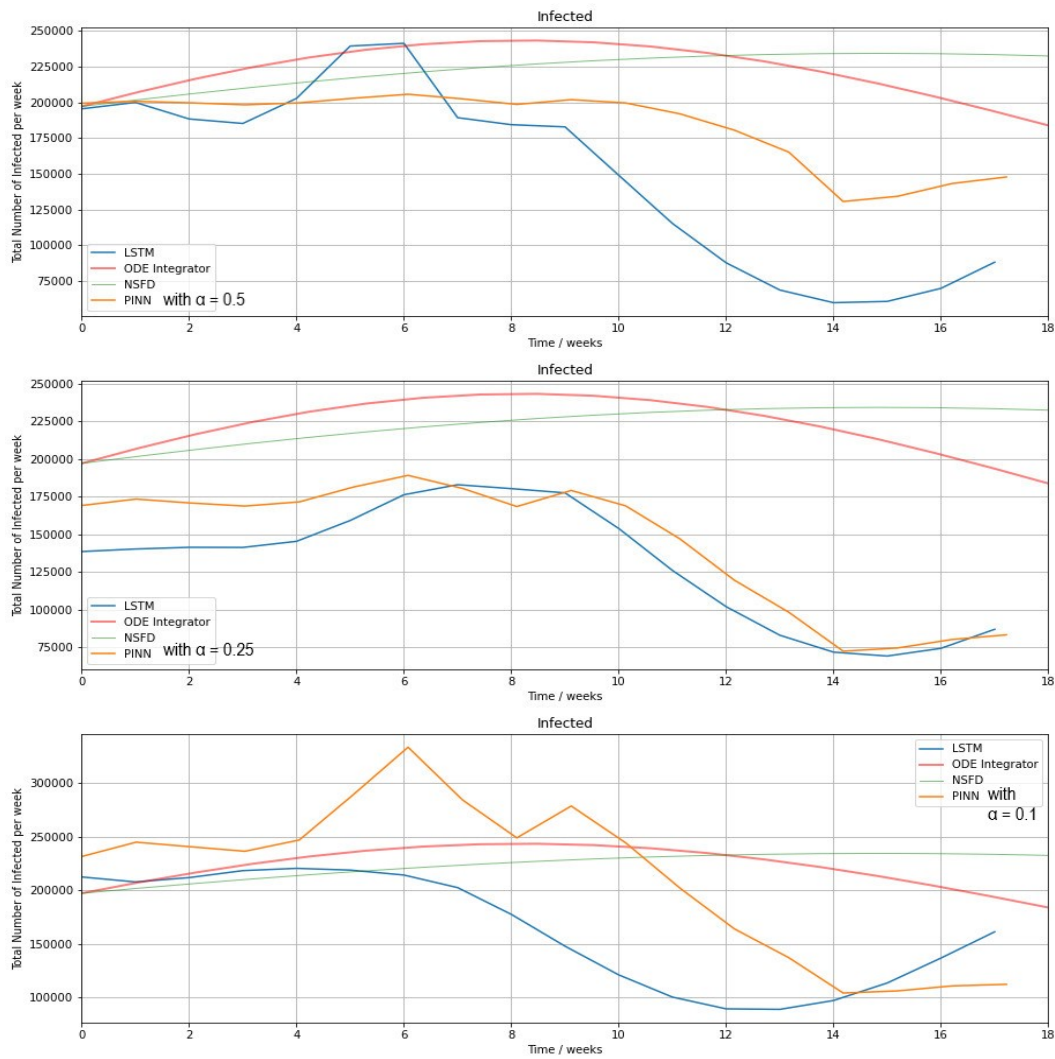 Infected
Total Number of Infected per week
250000
225000
200000
175000
150000
125000
100000
75000
LSTM
ODE Integrator
NSFD
PINN with α = 0.5
0 2 4 6 8 10 12 14 16 18
Time / weeks
Infected
Total Number of Infected per week
250000
225000
200000
175000
150000
125000
100000
75000
LSTM
ODE Integrator
NSFD
PINN with α = 0.25
0 2 4 6 8 10 12 14 16 18
Time / weeks
Infected
Total Number of Infected per week
300000
250000
200000
150000
100000
LSTM
ODE Integrator
NSFD
PINN with
α = 0.1
0 2 4 6 8 10 12 14 16 18
Time / weeks